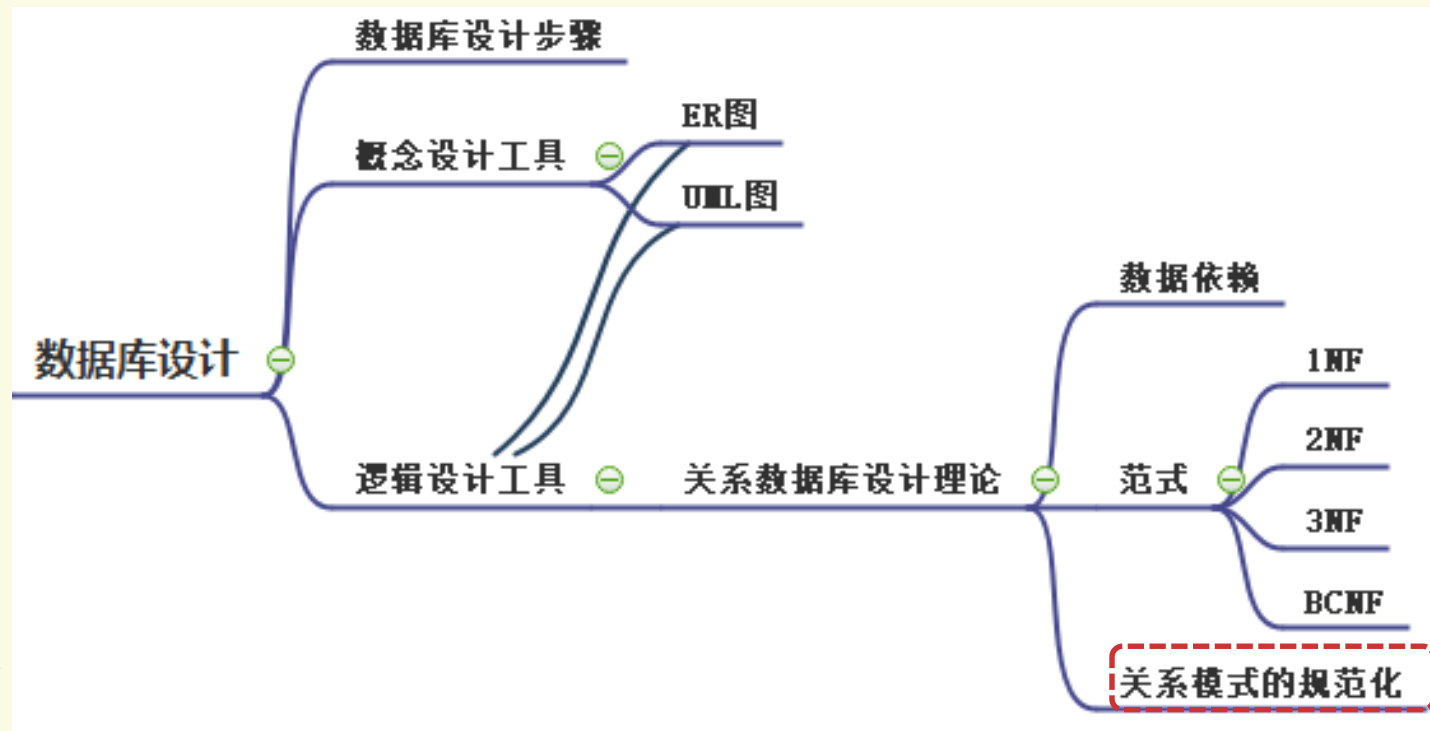 数据库设计步骤
ER图
概念设计工具
UML图
数据依赖
数据库设计
1NF
2NF
逻辑设计工具
关系数据库设计理论
范式
3NF
BCNF
关系模式的规范化